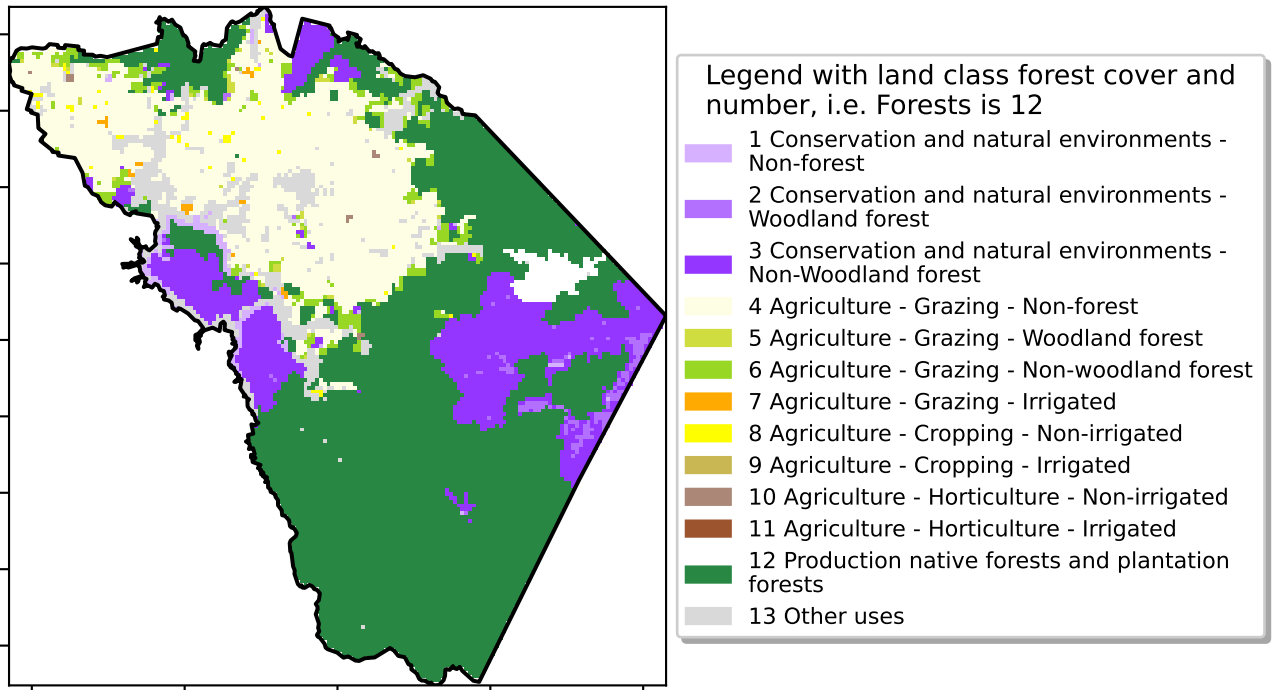 Legend with land class forest cover and
number, i.e. Forests is 12
1 Conservation and natural environments -
Non-forest
2 Conservation and natural environments -
Woodland forest
3 Conservation and natural environments -
Non-Woodland forest
4 Agriculture - Grazing - Non-forest
5 Agriculture - Grazing - Woodland forest
6 Agriculture - Grazing - Non-woodland forest
7 Agriculture - Grazing - Irrigated
8 Agriculture - Cropping - Non-irrigated
9 Agriculture - Cropping - Irrigated
10 Agriculture - Horticulture - Non-irrigated
11 Agriculture - Horticulture - Irrigated
12 Production native forests and plantation
forests
13 Other uses